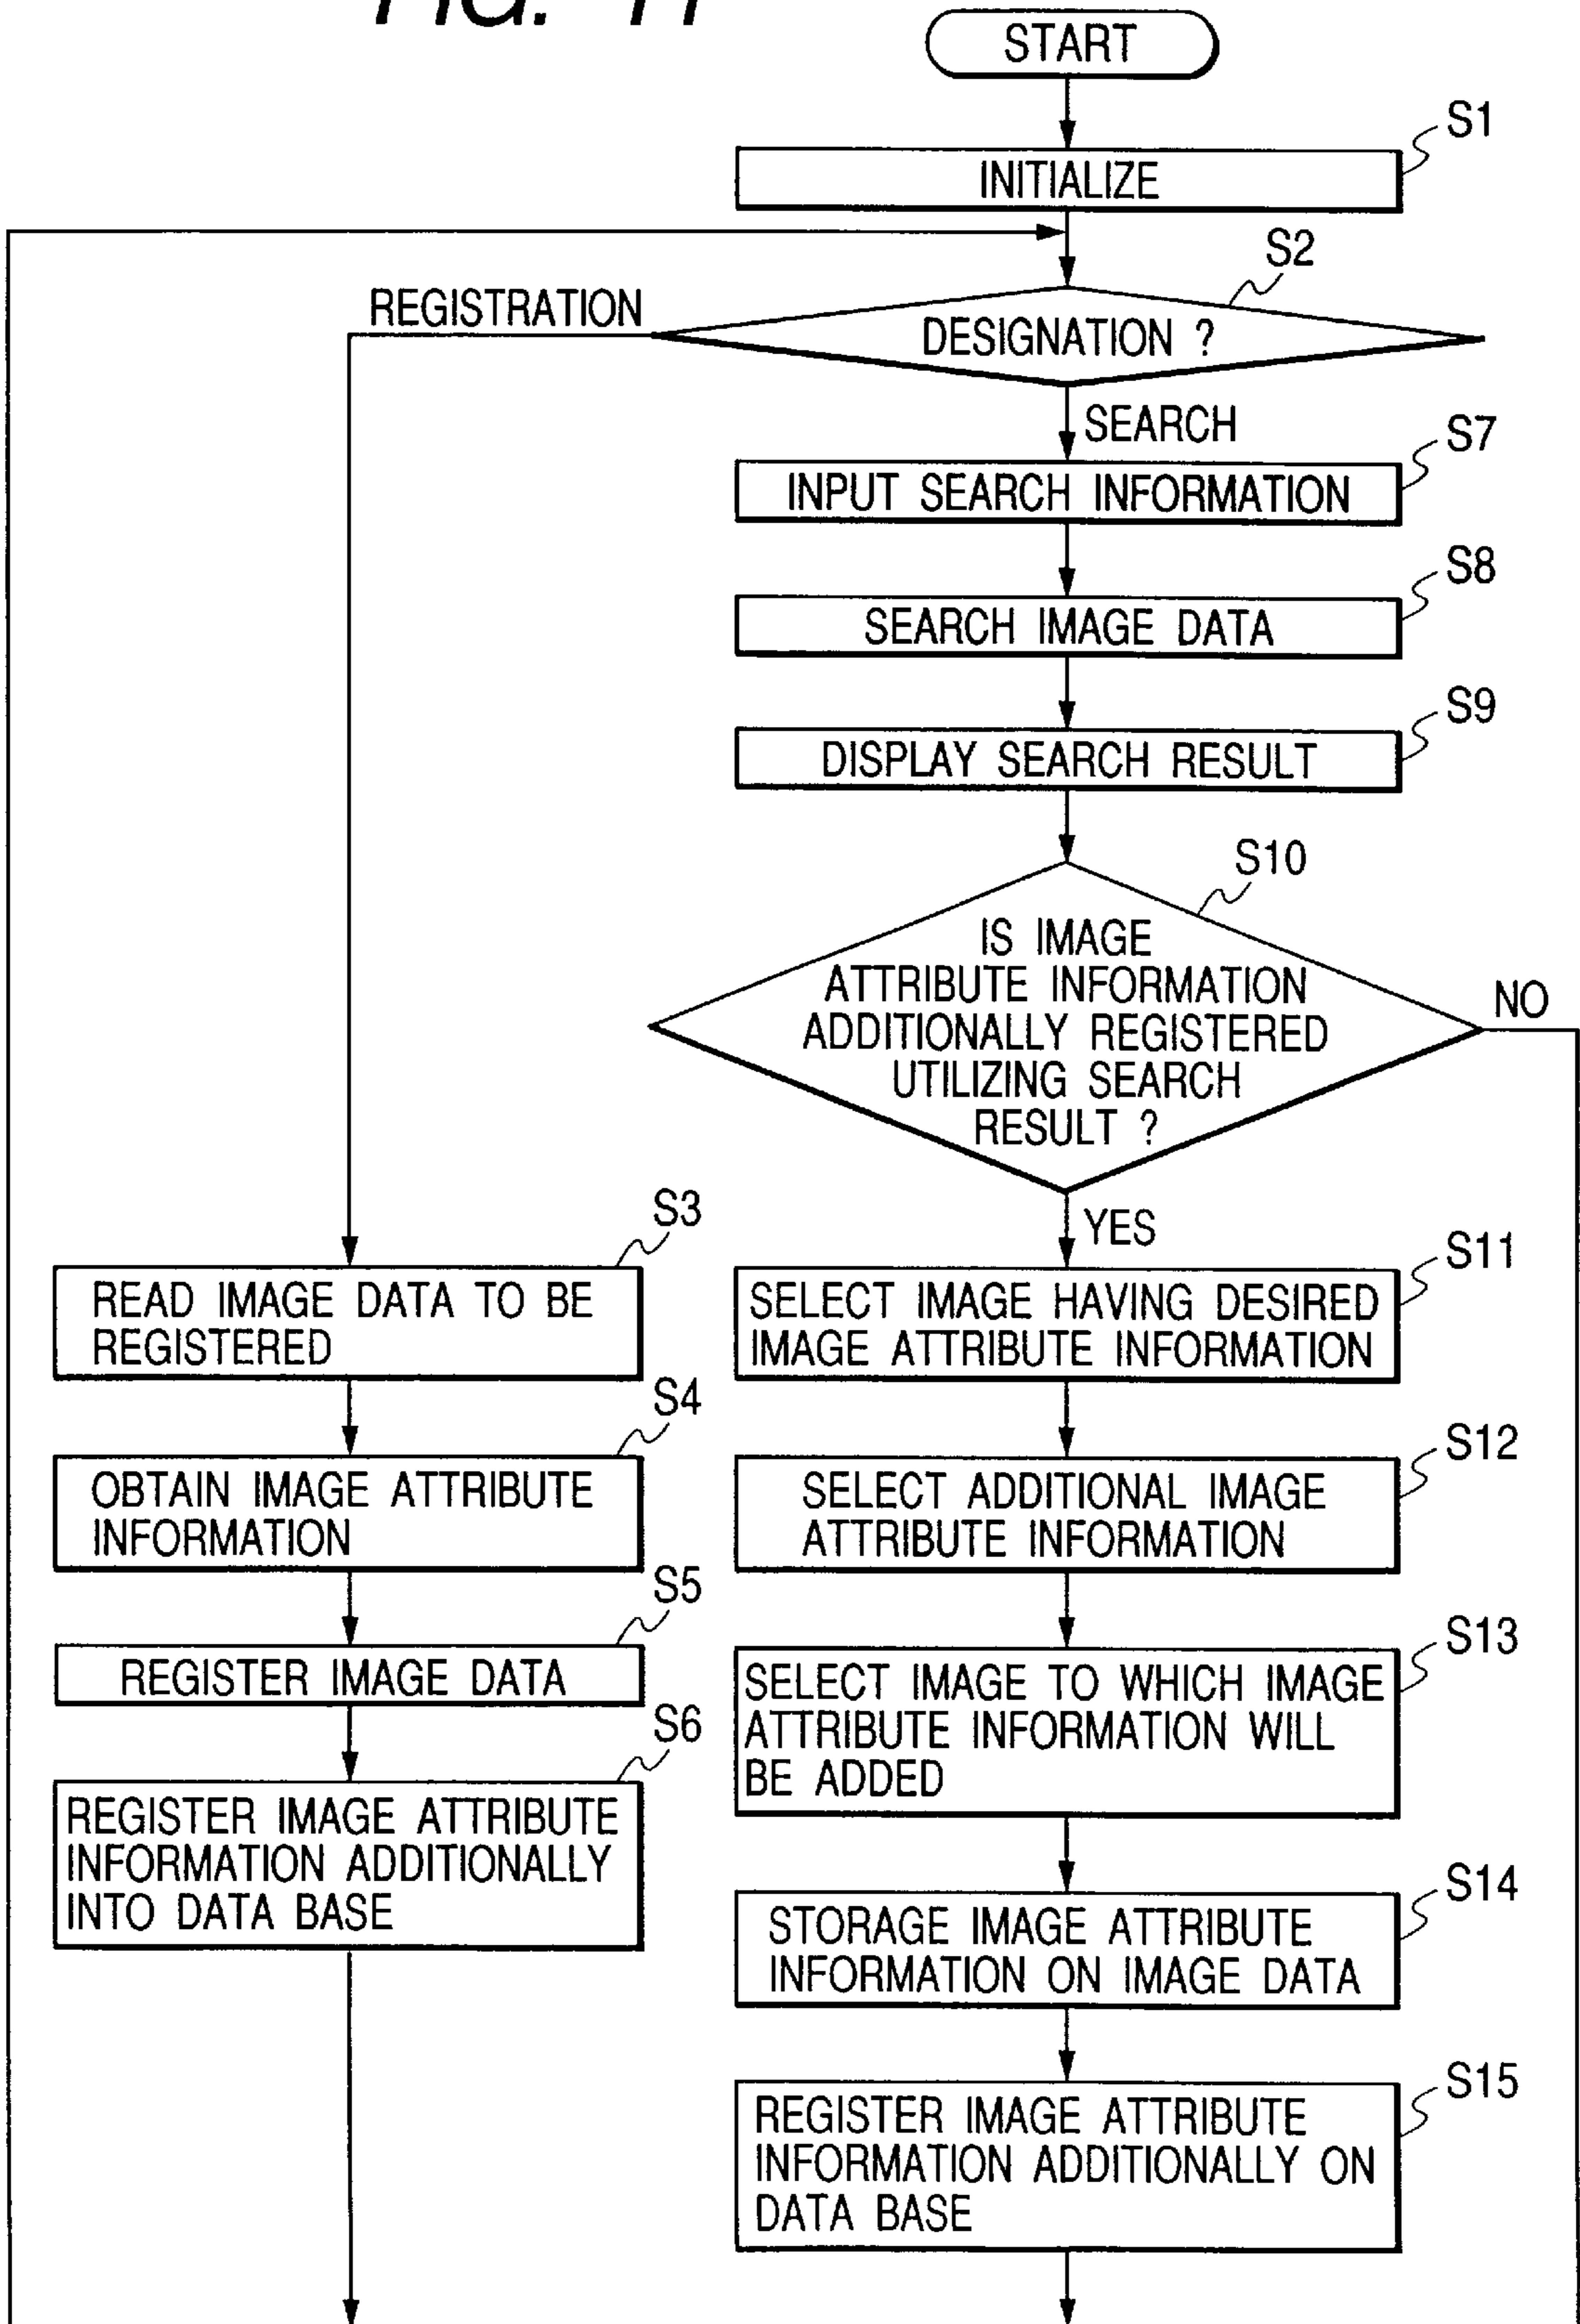 START
S1
INITIALIZE
S2
REGISTRATION
DESIGNATION ?
SEARCH
S7
INPUT SEARCH INFORMATION
S8
SEARCH IMAGE DATA
S9
DISPLAY SEARCH RESULT
S10
IS IMAGE
ATTRIBUTE INFORMATION
ADDITIONALLY REGISTERED
UTILIZING SEARCH
RESULT ?
NO
YES
S3
READ IMAGE DATA TO BE
REGISTERED
S4
OBTAIN IMAGE ATTRIBUTE
INFORMATION
S5
REGISTER IMAGE DATA
S6
REGISTER IMAGE ATTRIBUTE
INFORMATION ADDITIONALLY
INTO DATA BASE
S11
SELECT IMAGE HAVING DESIRED
IMAGE ATTRIBUTE INFORMATION
S12
SELECT ADDITIONAL IMAGE
ATTRIBUTE INFORMATION
S13
SELECT IMAGE TO WHICH IMAGE
ATTRIBUTE INFORMATION WILL
BE ADDED
S14
STORAGE IMAGE ATTRIBUTE
INFORMATION ON IMAGE DATA
S15
REGISTER IMAGE ATTRIBUTE
INFORMATION ADDITIONALLY ON
DATA BASE